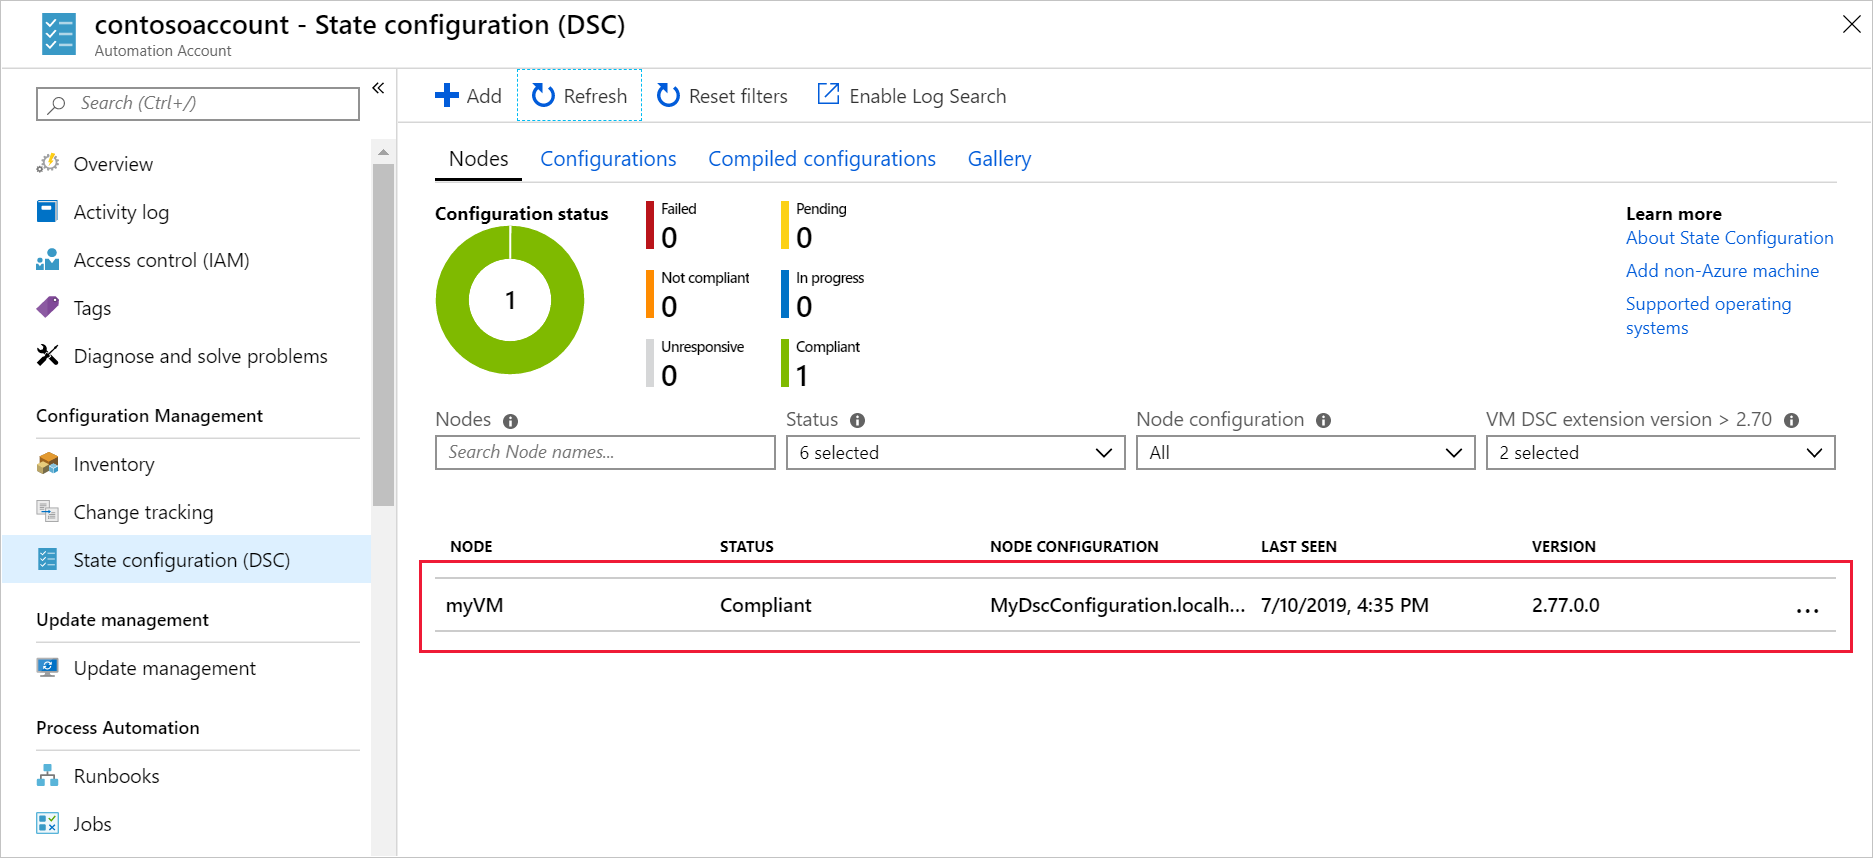 contosoaccount - State configuration (DSC)
Automation Account
Search (Ctrl+/)
Overview
Activity log
Access control (IAM)
Tags
Diagnose and solve problems
Configuration Management
Inventory
Change tracking
State configuration (DSC)
Update management
Update management
Process Automation
Runbooks
Jobs
Add Refresh Reset filters Enable Log Search
Nodes Configurations Compiled configurations Gallery
Configuration status
1
Failed
0
Pending
0
Not compliant
0
In progress
0
Unresponsive
0
Compliant
1
Learn more
About State Configuration
Add non-Azure machine
Supported operating
systems
Nodes Status Node configuration VM DSC extension version > 2.70
Search Node names... 6 selected All 2 selected
NODE STATUS NODE CONFIGURATION LAST SEEN VERSION
myVM Compliant MyDscConfiguration.localh... 7/10/2019, 4:35 PM 2.77.0.0 ...